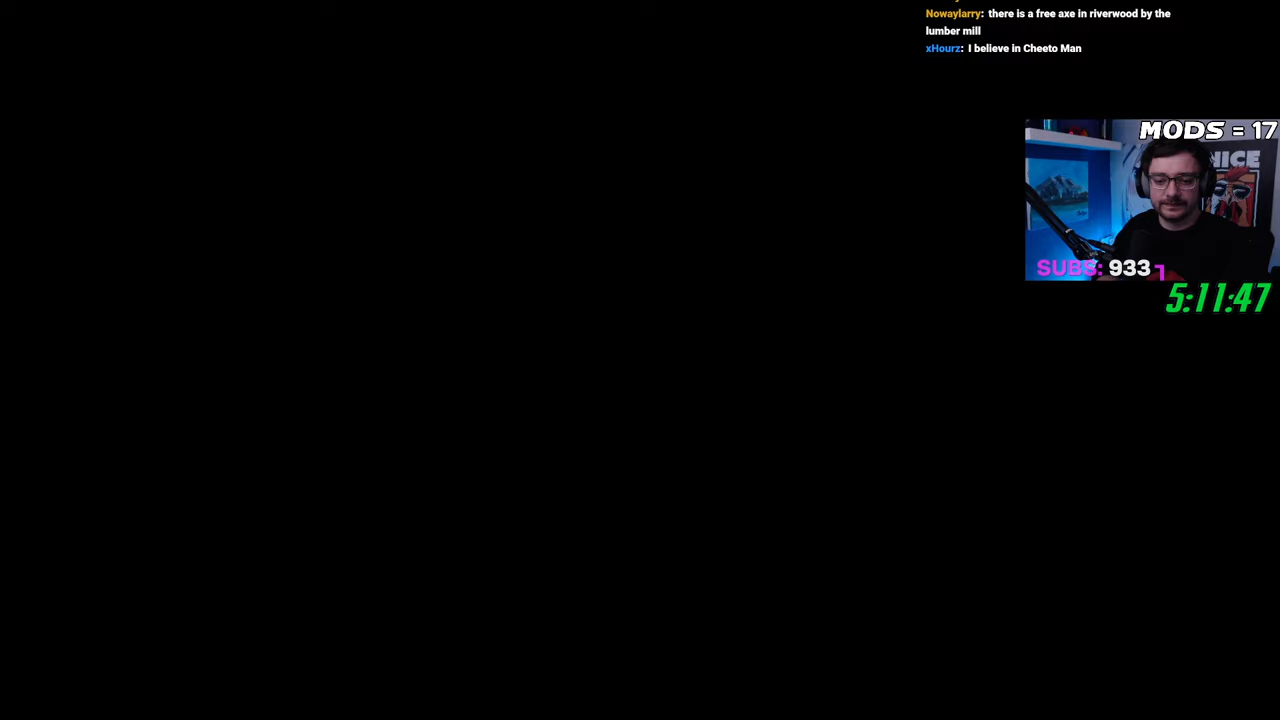 Nowaylarry: there is a free axe in riverwood by the
lumber mill
xHourz: I believe in Cheeto Man
MODS = 17
NICE
SUBS: 933
5:11:47